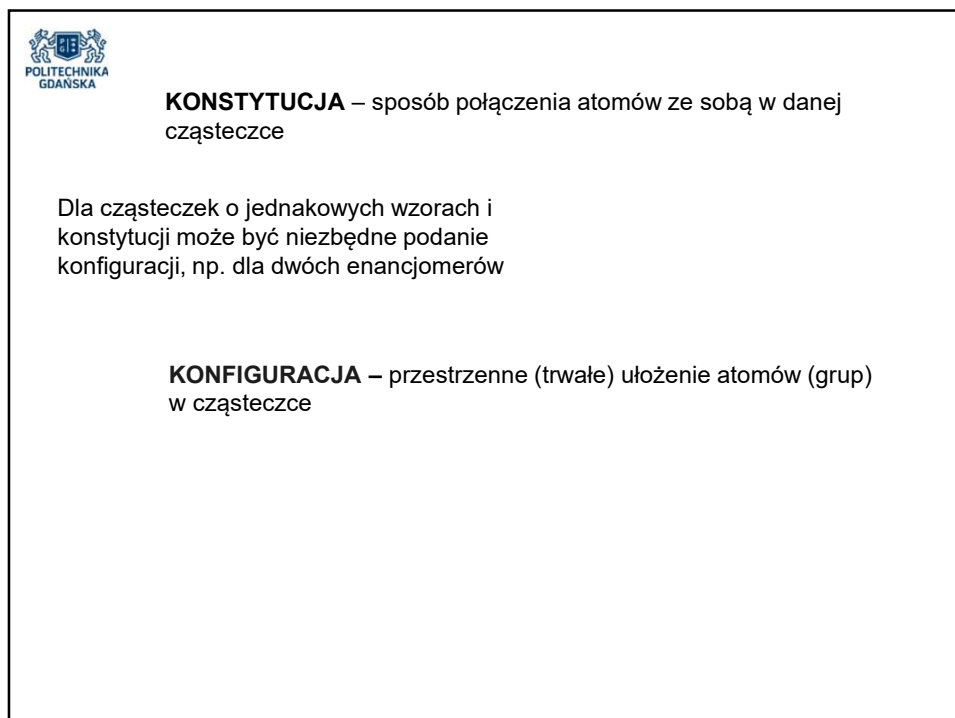 POLITECHNIKA
GDAŃSKA
KONSTYTUCJA – sposób połączenia atomów ze sobą w danej
cząsteczce
Dla cząsteczek o jednakowych wzorach i
konstytucji może być niezbędne podanie
konfiguracji, np. dla dwóch enancjomerów
KONFIGURACJA – przestrzenne (trwałe) ułożenie atomów (grup)
w cząsteczce